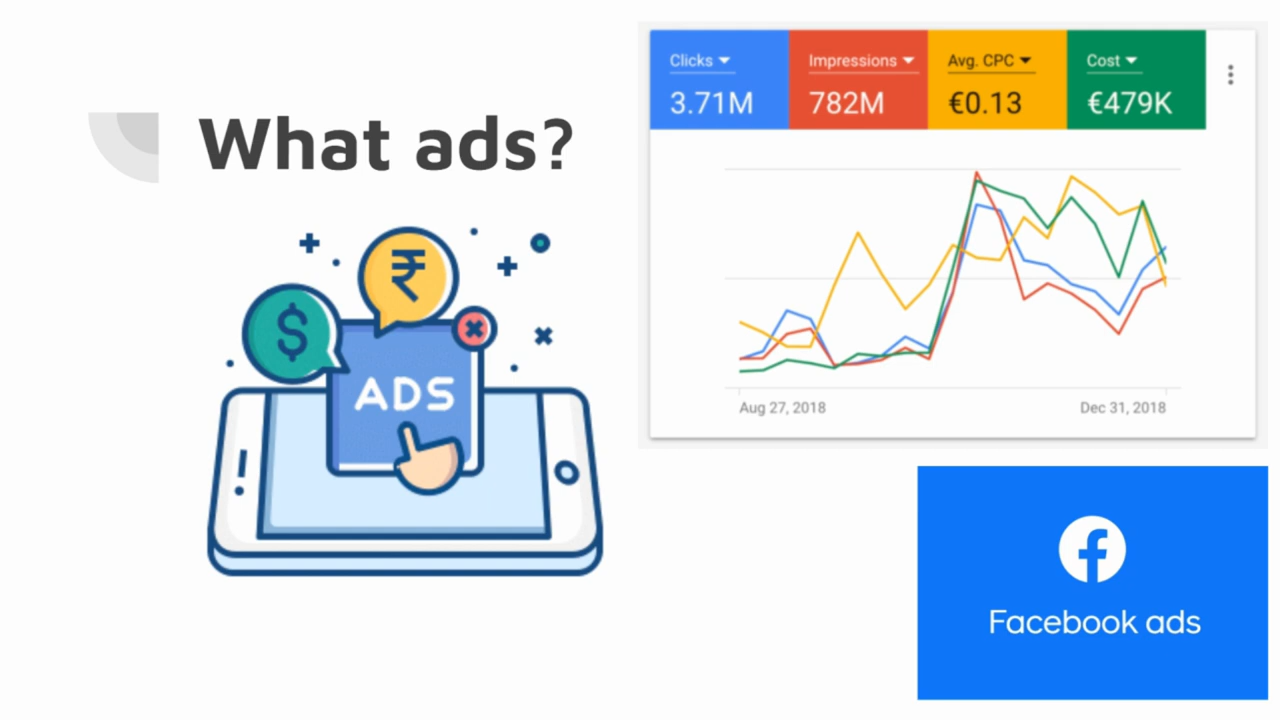 What ads?
$
₹
ADS
Clicks
Impressions
Avg. CPC
Cost
3.71M
782M
€0.13
€479K
Aug 27, 2018
Dec 31, 2018
Facebook ads